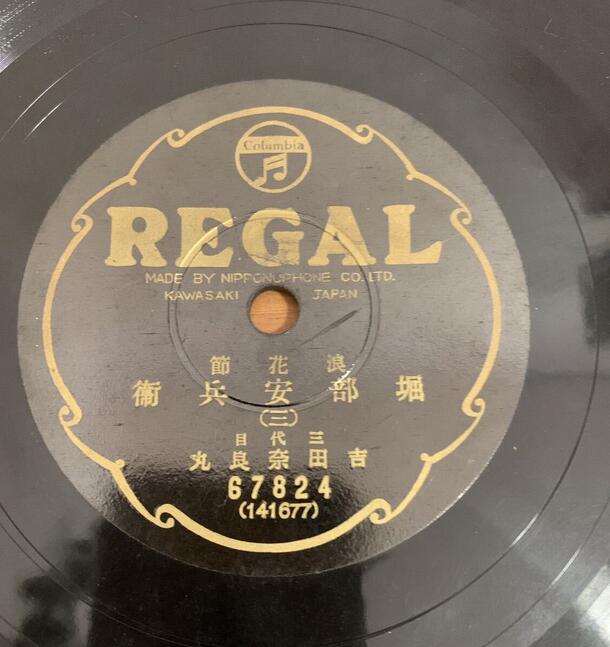 Columbia
REGAL
MADE BY NIPPONOPHONE CO. LTD.
KAWASAKI JAPAN
浪花節
堀部安兵衞
(三)
三代目
吉田奈良丸
67824
(141677)